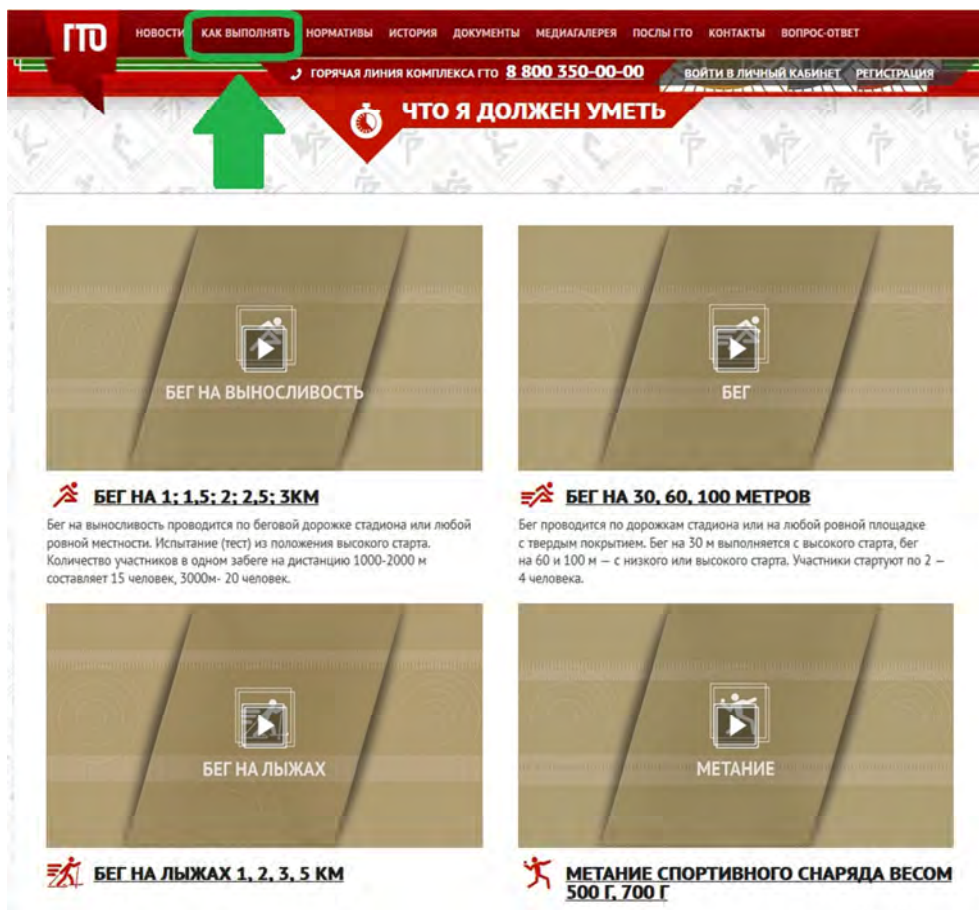 ГТО
НОВОСТИ КАК ВЫПОЛНЯТЬ НОРМАТИВЫ ИСТОРИЯ ДОКУМЕНТЫ МЕДИАГАЛЕРЕЯ ПОСЛЫ ГТО КОНТАКТЫ ВОПРОС-ОТВЕТ
ГОРЯЧАЯ ЛИНИЯ КОМПЛЕКСА ГТО 8 800 350-00-00 ВОЙТИ В ЛИЧНЫЙ КАБИНЕТ РЕГИСТРАЦИЯ
ЧТО Я ДОЛЖЕН УМЕТЬ
БЕГ НА ВЫНОСЛИВОСТЬ
БЕГ НА 1; 1,5; 2; 2,5; 3КМ
Бег на выносливость проводится по беговой дорожке стадиона или любой
ровной местности. Испытание (тест) из положения высокого старта.
Количество участников в одном забеге на дистанцию 1000-2000 м
составляет 15 человек, 3000м- 20 человек.
БЕГ
БЕГ НА 30, 60, 100 МЕТРОВ
Бег проводится по дорожкам стадиона или на любой ровной площадке
с твердым покрытием. Бег на 30 м выполняется с высокого старта, бег
на 60 и 100 м — с низкого или высокого старта. Участники стартуют по 2 —
4 человека.
БЕГ НА ЛЫЖАХ
БЕГ НА ЛЫЖАХ 1, 2, 3, 5 КМ
МЕТАНИЕ
МЕТАНИЕ СПОРТИВНОГО СНАРЯДА ВЕСОМ
500 Г, 700 Г